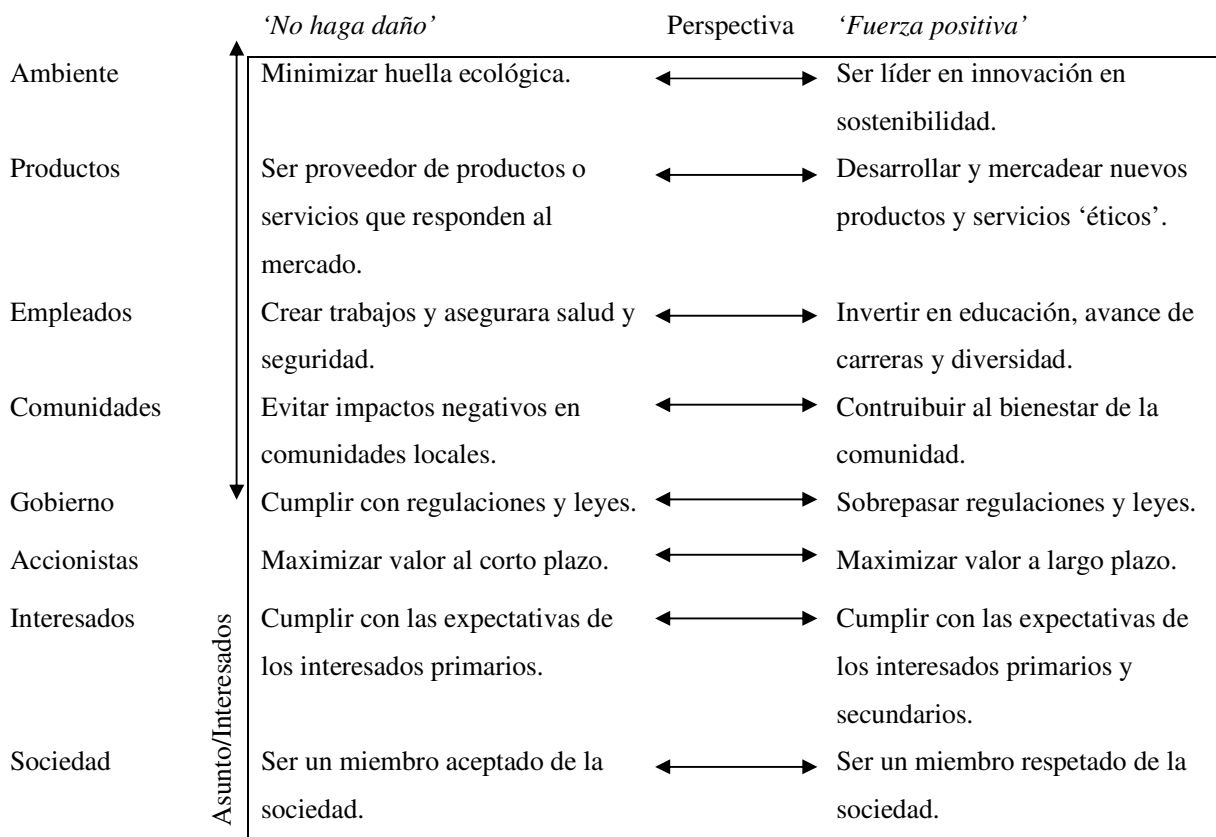 ‘No haga daño’ Perspectiva ‘Fuerza positiva’
Ambiente Minimizar huella ecológica. Ser líder en innovación en
sostenibilidad.
Productos Ser proveedor de productos o Desarrollar y mercadear nuevos
servicios que responden al productos y servicios ‘éticos’.
mercado.
Empleados Crear trabajos y asegurara salud y Invertir en educación, avance de
seguridad. carreras y diversidad.
Comunidades Evitar impactos negativos en Contruibuir al bienestar de la
comunidades locales. comunidad.
Gobierno Cumplir con regulaciones y leyes. Sobrepasar regulaciones y leyes.
Accionistas Maximizar valor al corto plazo. Maximizar valor a largo plazo.
Interesados Cumplir con las expectativas de Cumplir con las expectativas de
los interesados primarios. los interesados primarios y
secundarios.
Sociedad Ser un miembro aceptado de la Ser un miembro respetado de la
sociedad. sociedad.
Asunto/Interesados